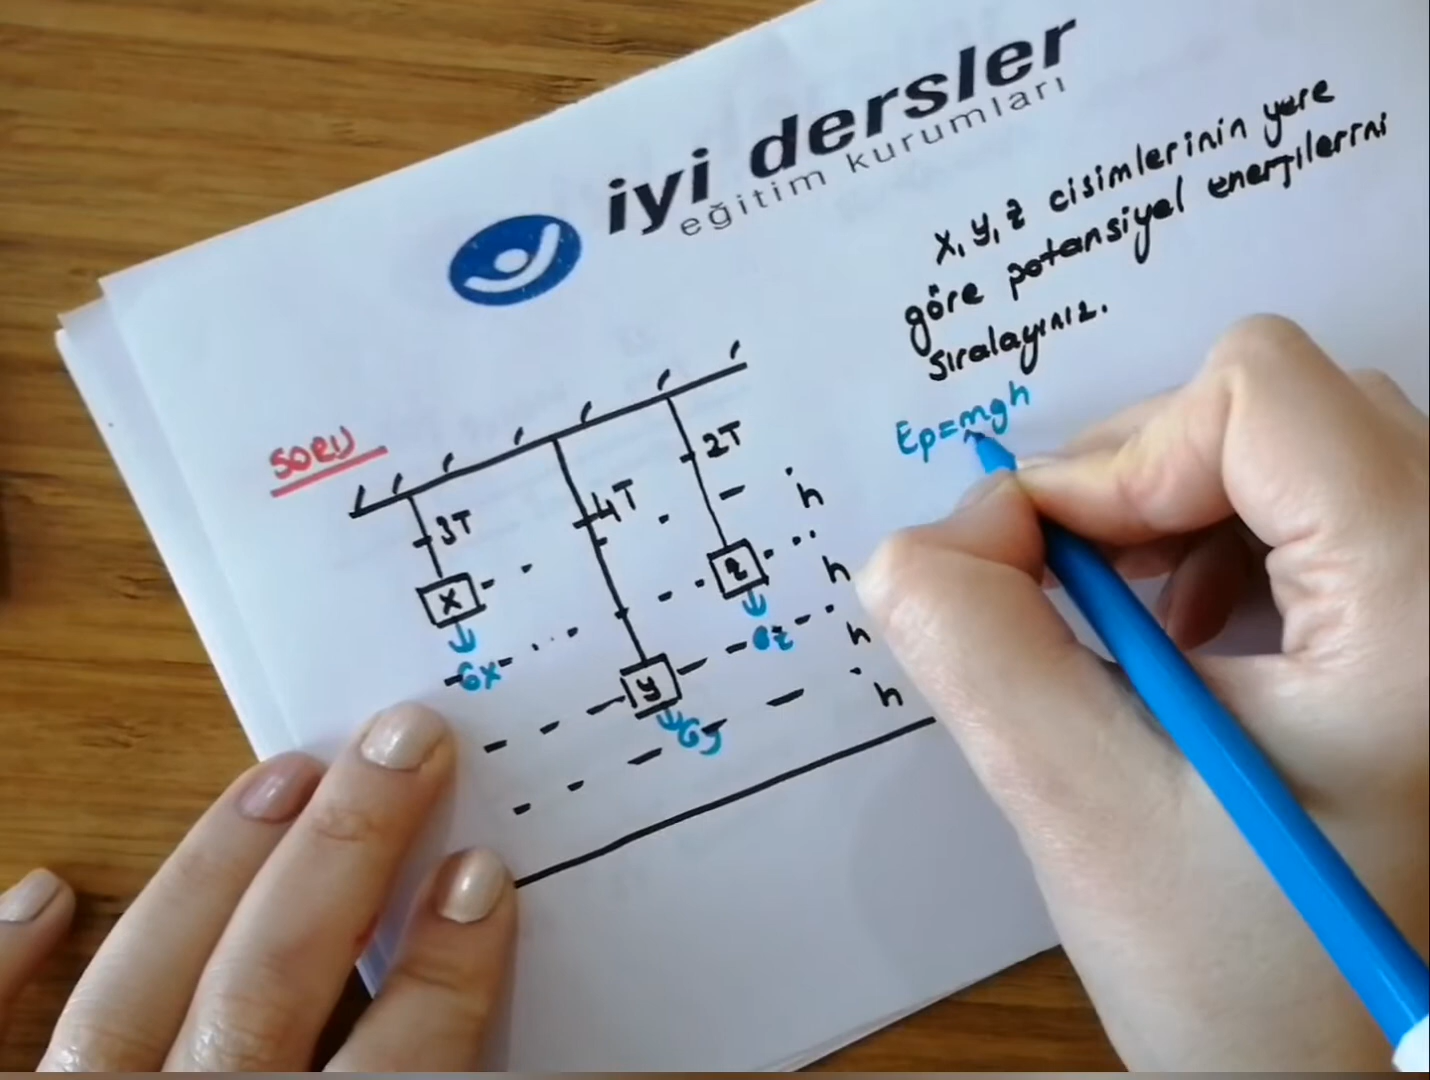 iyi dersler
eğitim kurumları
X, Y, Z cisimlerinin yere
göre potansiyel enerjilerini
sıralayınız.
Ep=mgh
SORU
3T
4T
2T
X
Y
Z
Gx
Gy
Gz
h
h
h
h